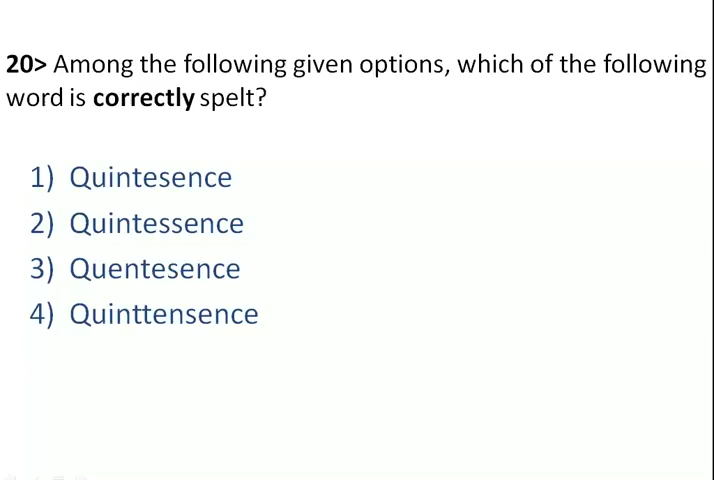 20> Among the following given options, which of the following
word is correctly spelt?
1) Quintesence
2) Quintessence
3) Quentesence
4) Quinttensence